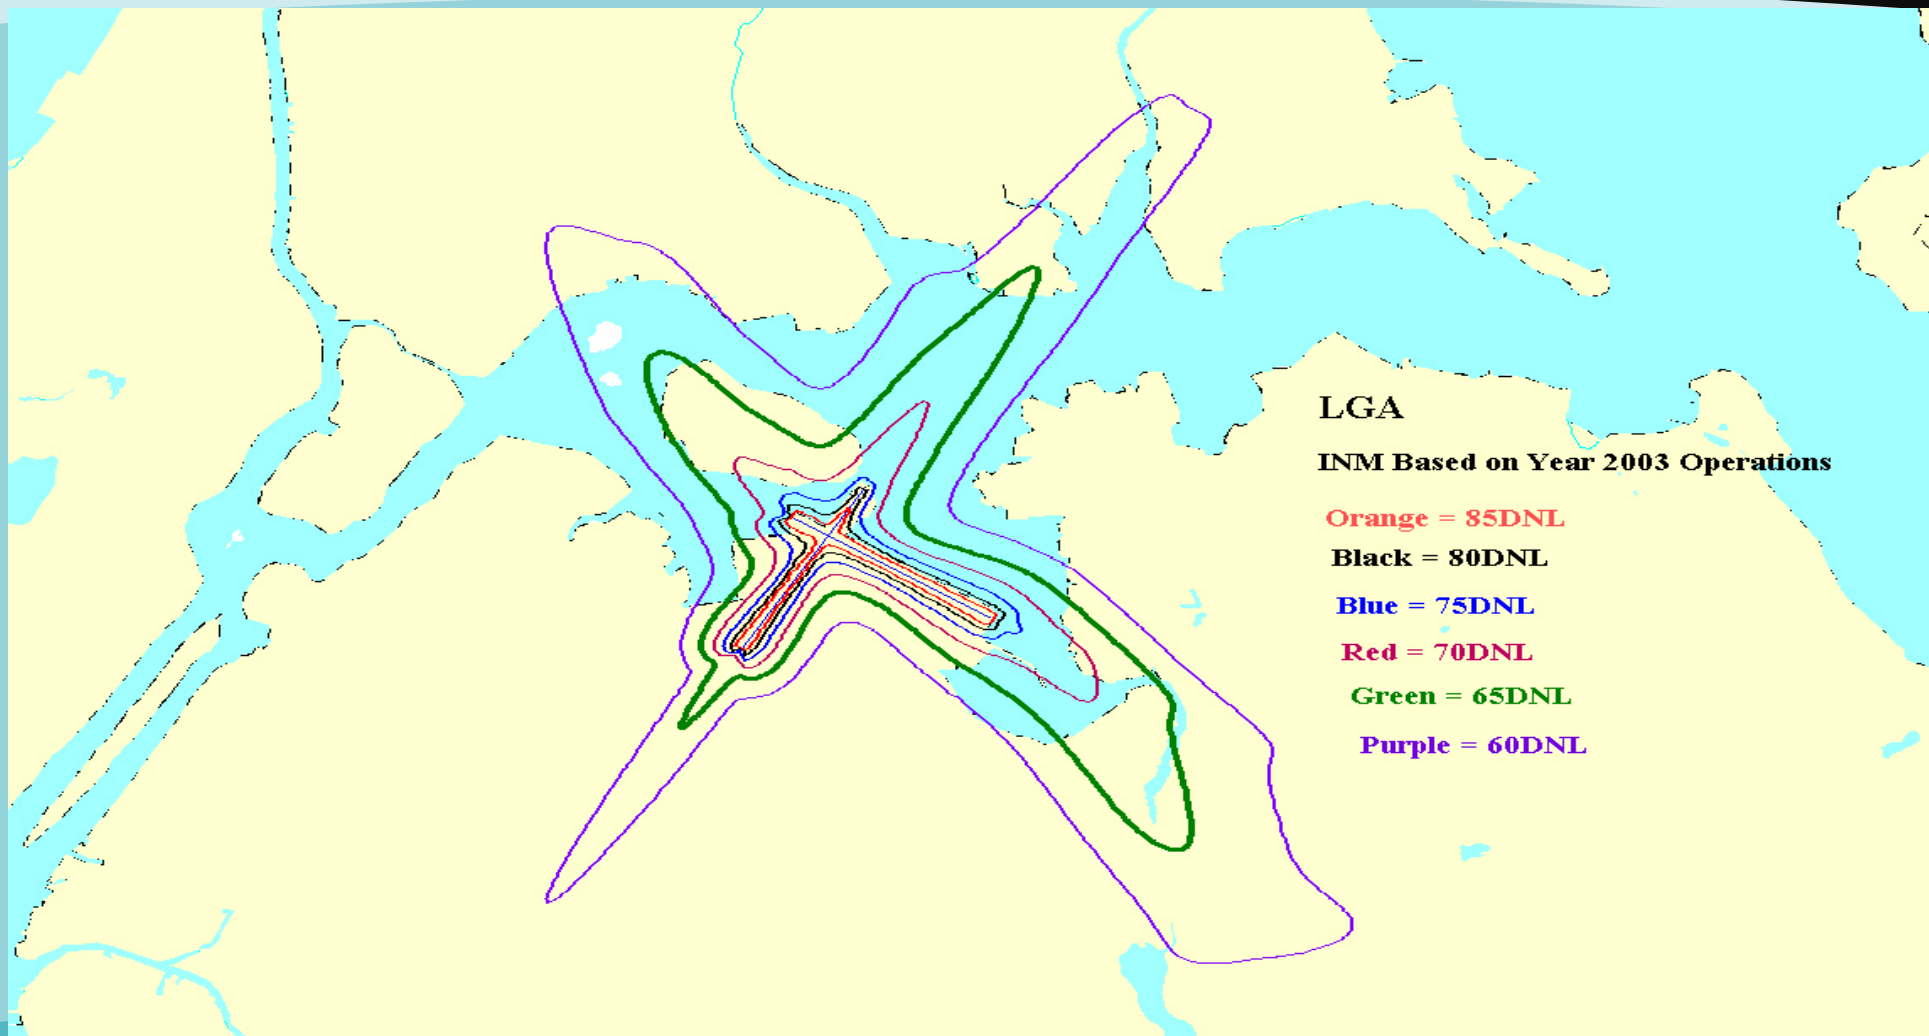 LGA
INM Based on Year 2003 Operations
Orange = 85DNL
Black = 80DNL
Blue = 75DNL
Red = 70DNL
Green = 65DNL
Purple = 60DNL